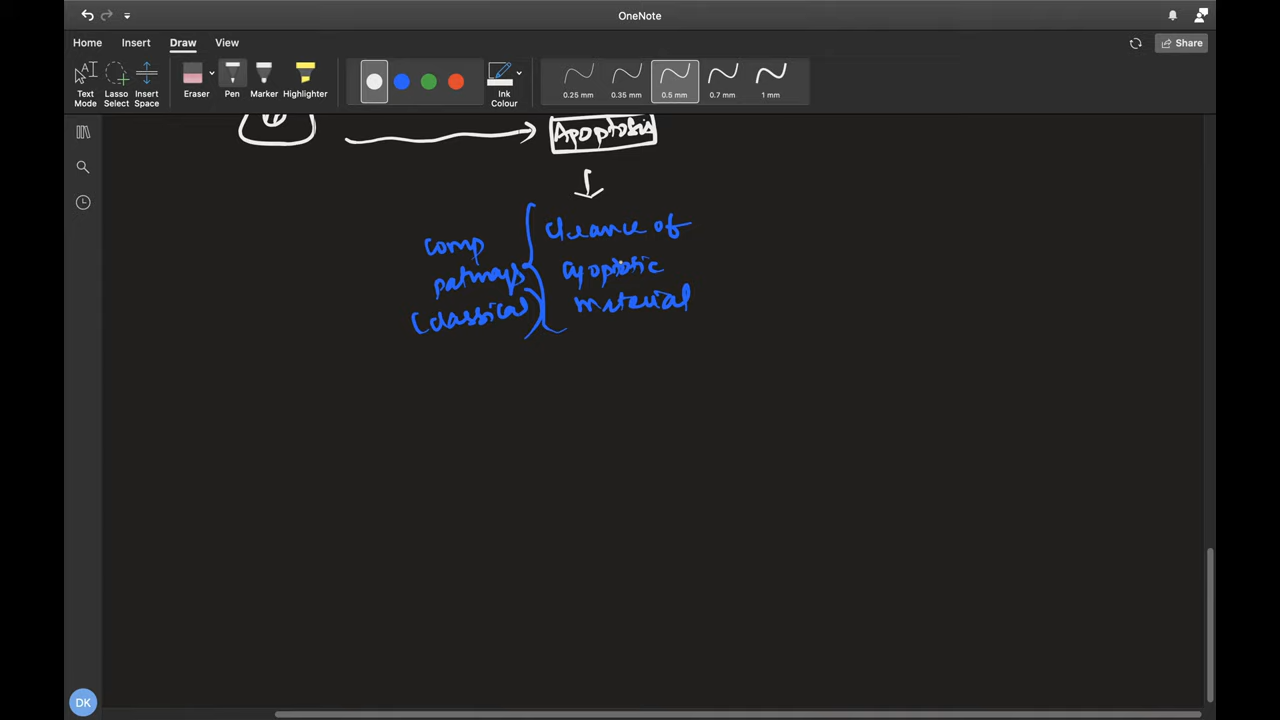 OneNote
Home Insert Draw View
Share
Text Mode
Lasso Select
Insert Space
Eraser
Pen
Marker
Highlighter
Ink Colour
0.25 mm
0.35 mm
0.5 mm
0.7 mm
1 mm
Apoptosis
comp
pathways
(classical)
cleance of
apoptotic
material
DK